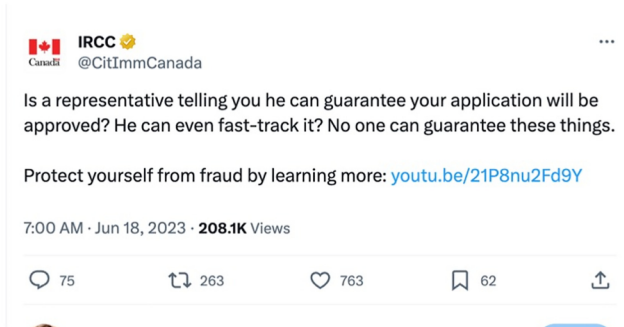 IRCC
Canada
@CitImmCanada
Is a representative telling you he can guarantee your application will be
approved? He can even fast-track it? No one can guarantee these things.
Protect yourself from fraud by learning more: youtu.be/21P8nu2Fd9Y
7:00 AM · Jun 18, 2023 · 208.1K Views
75 263 763 62